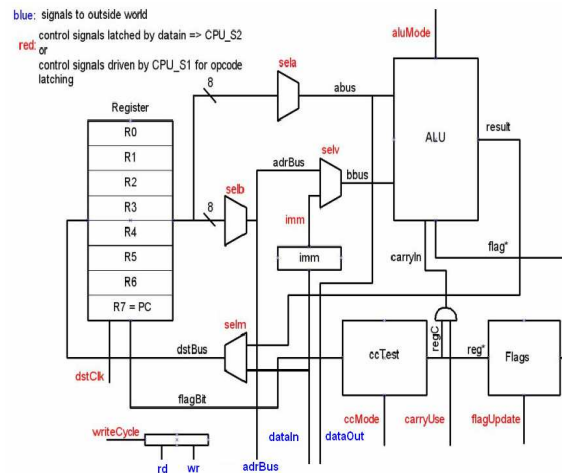 blue: signals to outside world
red: control signals latched by datain => CPU_S2
or
control signals driven by CPU_S1 for opcode
latching
aluMode
sela
8
abus
Register
R0
R1
R2
R3
R4
R5
R6
R7 = PC
ALU
result
selv
adrBus
bbus
8
selb
imm
imm
carryIn
flag*
selm
dstBus
regC
ccTest
reg*
Flags
dstClk
flagBit
writeCycle
rd
wr
adrBus
dataIn
dataOut
ccMode
carryUse
flagUpdate